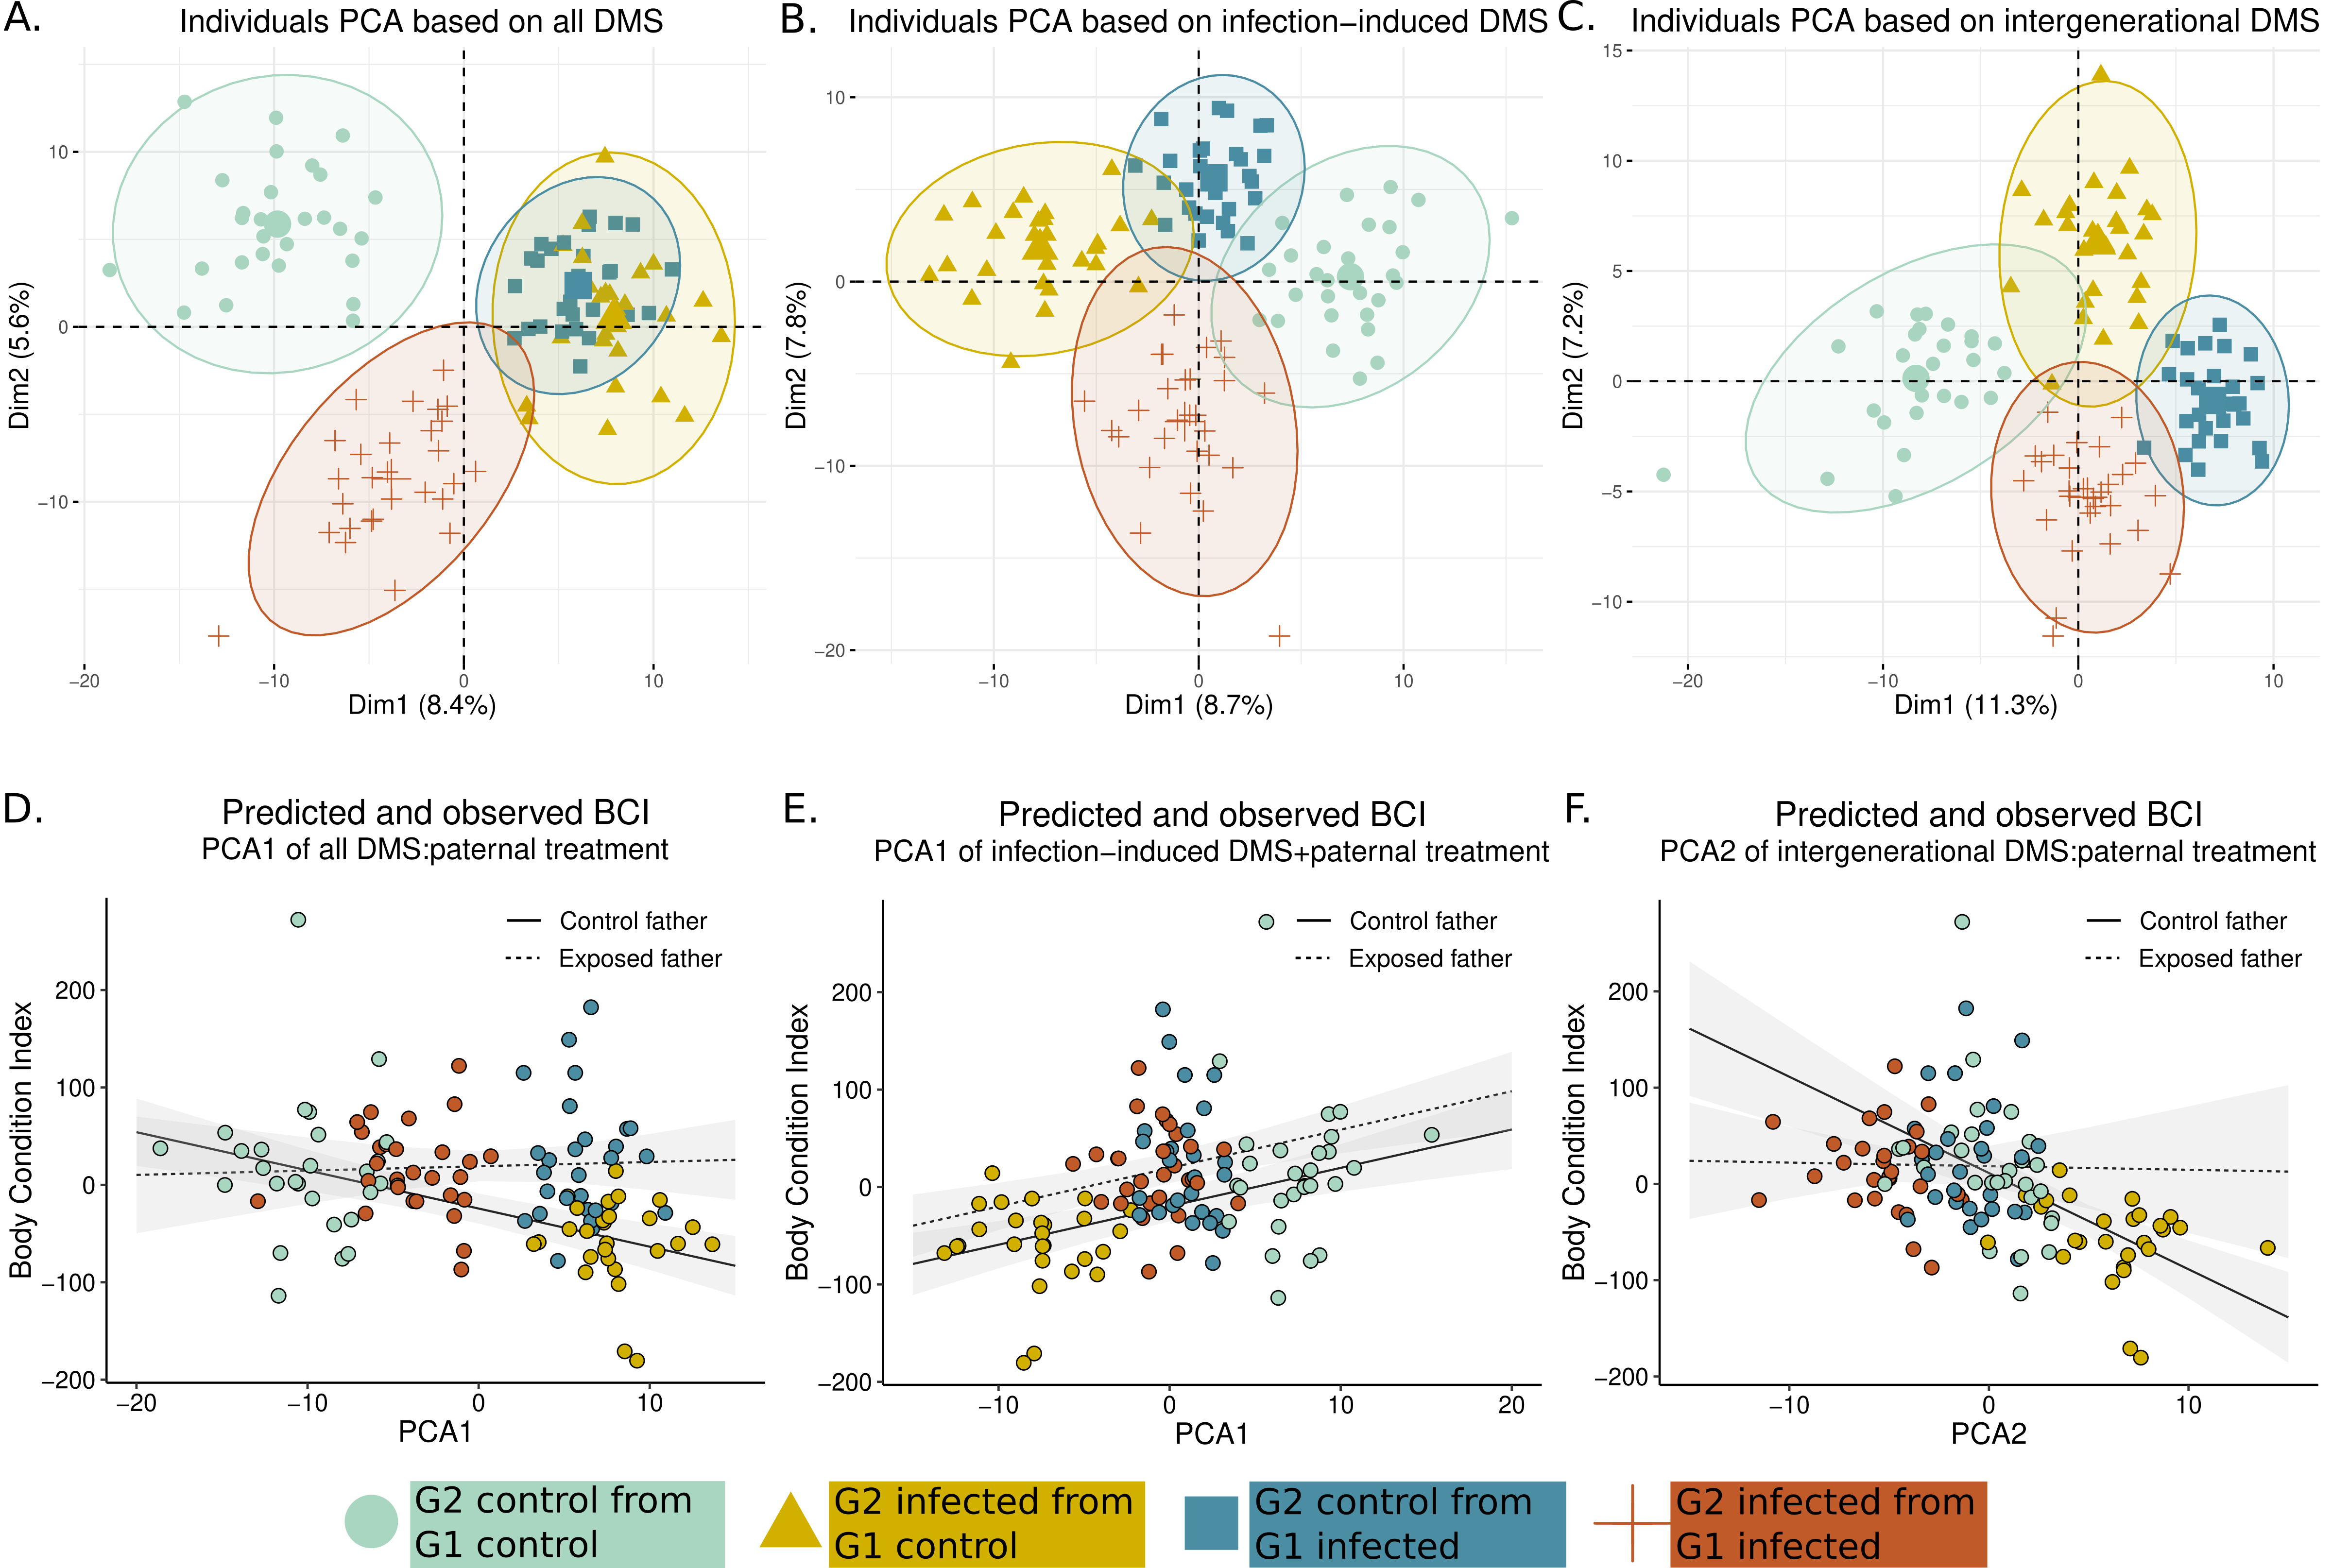 A.
Individuals PCA based on all DMS
10
0
−10
−20
−10
0
10
Dim2 (5.6%)
Dim1 (8.4%)
B.
Individuals PCA based on infection−induced DMS
10
0
−10
−20
−10
0
10
Dim2 (7.8%)
Dim1 (8.7%)
C.
Individuals PCA based on intergenerational DMS
15
10
5
0
−5
−10
−20
−10
0
10
Dim2 (7.2%)
Dim1 (11.3%)
D.
Predicted and observed BCI
PCA1 of all DMS:paternal treatment
Control father
Exposed father
200
100
0
−100
−200
−20
−10
0
10
Body Condition Index
PCA1
E.
Predicted and observed BCI
PCA1 of infection−induced DMS+paternal treatment
Control father
Exposed father
200
100
0
−100
−200
−10
0
10
20
Body Condition Index
PCA1
F.
Predicted and observed BCI
PCA2 of intergenerational DMS:paternal treatment
Control father
Exposed father
200
100
0
−100
−200
−10
0
10
Body Condition Index
PCA2
G2 control from
G1 control
G2 infected from
G1 control
G2 control from
G1 infected
G2 infected from
G1 infected